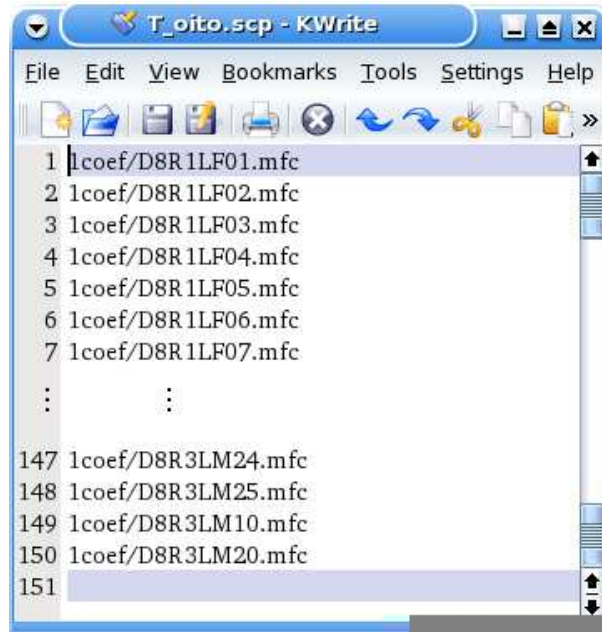 T_oito.scp - KWrite
File Edit View Bookmarks Tools Settings Help
»
1 1coef/D8R1LF01.mfc
2 1coef/D8R1LF02.mfc
3 1coef/D8R1LF03.mfc
4 1coef/D8R1LF04.mfc
5 1coef/D8R1LF05.mfc
6 1coef/D8R1LF06.mfc
7 1coef/D8R1LF07.mfc
⋮ ⋮
147 1coef/D8R3LM24.mfc
148 1coef/D8R3LM25.mfc
149 1coef/D8R3LM10.mfc
150 1coef/D8R3LM20.mfc
151